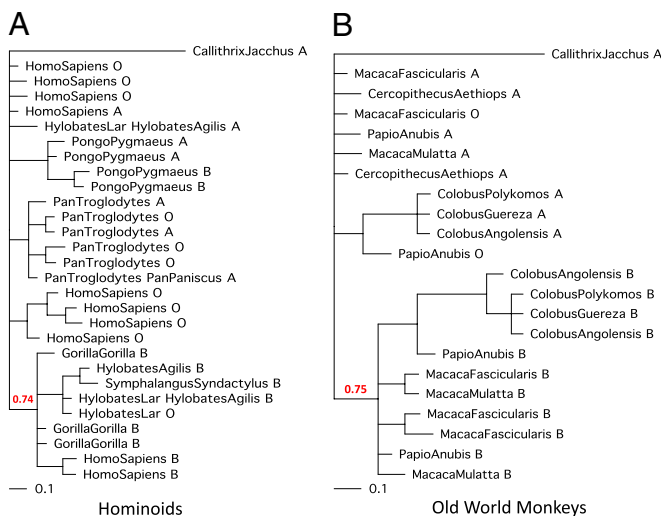 A
CallithrixJacchus A
HomoSapiens O
HomoSapiens O
HomoSapiens O
HomoSapiens A
HylobatesLar HylobatesAgilis A
PongoPygmaeus A
PongoPygmaeus A
PongoPygmaeus B
PongoPygmaeus B
PanTroglodytes A
PanTroglodytes O
PanTroglodytes A
PanTroglodytes O
PanTroglodytes O
PanTroglodytes PanPaniscus A
HomoSapiens O
HomoSapiens O
HomoSapiens O
HomoSapiens O
GorillaGorilla B
HylobatesAgilis B
SymphalangusSyndactylus B
0.74
HylobatesLar HylobatesAgilis B
HylobatesLar O
GorillaGorilla B
GorillaGorilla B
HomoSapiens B
HomoSapiens B
0.1
Hominoids
B
CallithrixJacchus A
MacacaFascicularis A
CercopithecusAethiops A
MacacaFascicularis O
PapioAnubis A
MacacaMulatta A
CercopithecusAethiops A
ColobusPolykomos A
ColobusGuereza A
ColobusAngolensis A
PapioAnubis O
ColobusAngolensis B
ColobusPolykomos B
ColobusGuereza B
ColobusAngolensis B
PapioAnubis B
MacacaFascicularis B
0.75
MacacaMulatta B
MacacaFascicularis B
MacacaFascicularis B
PapioAnubis B
MacacaMulatta B
0.1
Old World Monkeys